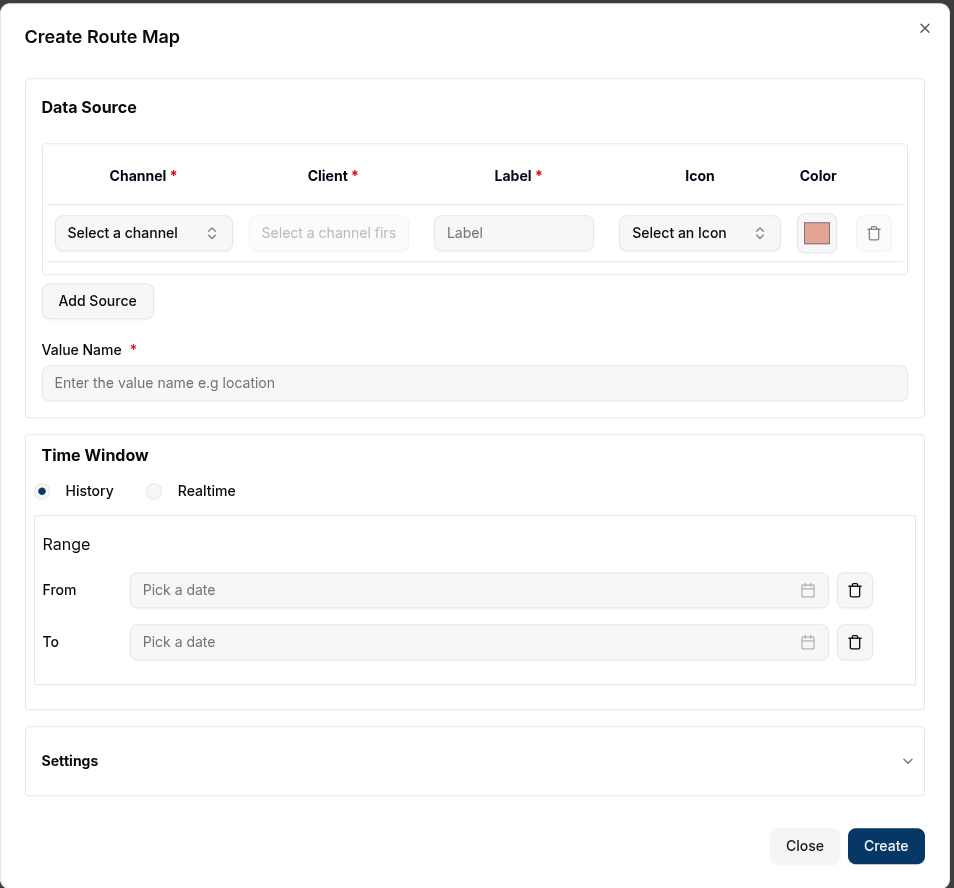 Create Route Map
Data Source
Channel * Client * Label * Icon Color
Select a channel Select a channel firs Label Select an Icon
Add Source
Value Name *
Enter the value name e.g location
Time Window
History Realtime
Range
From Pick a date
To Pick a date
Settings
Close Create